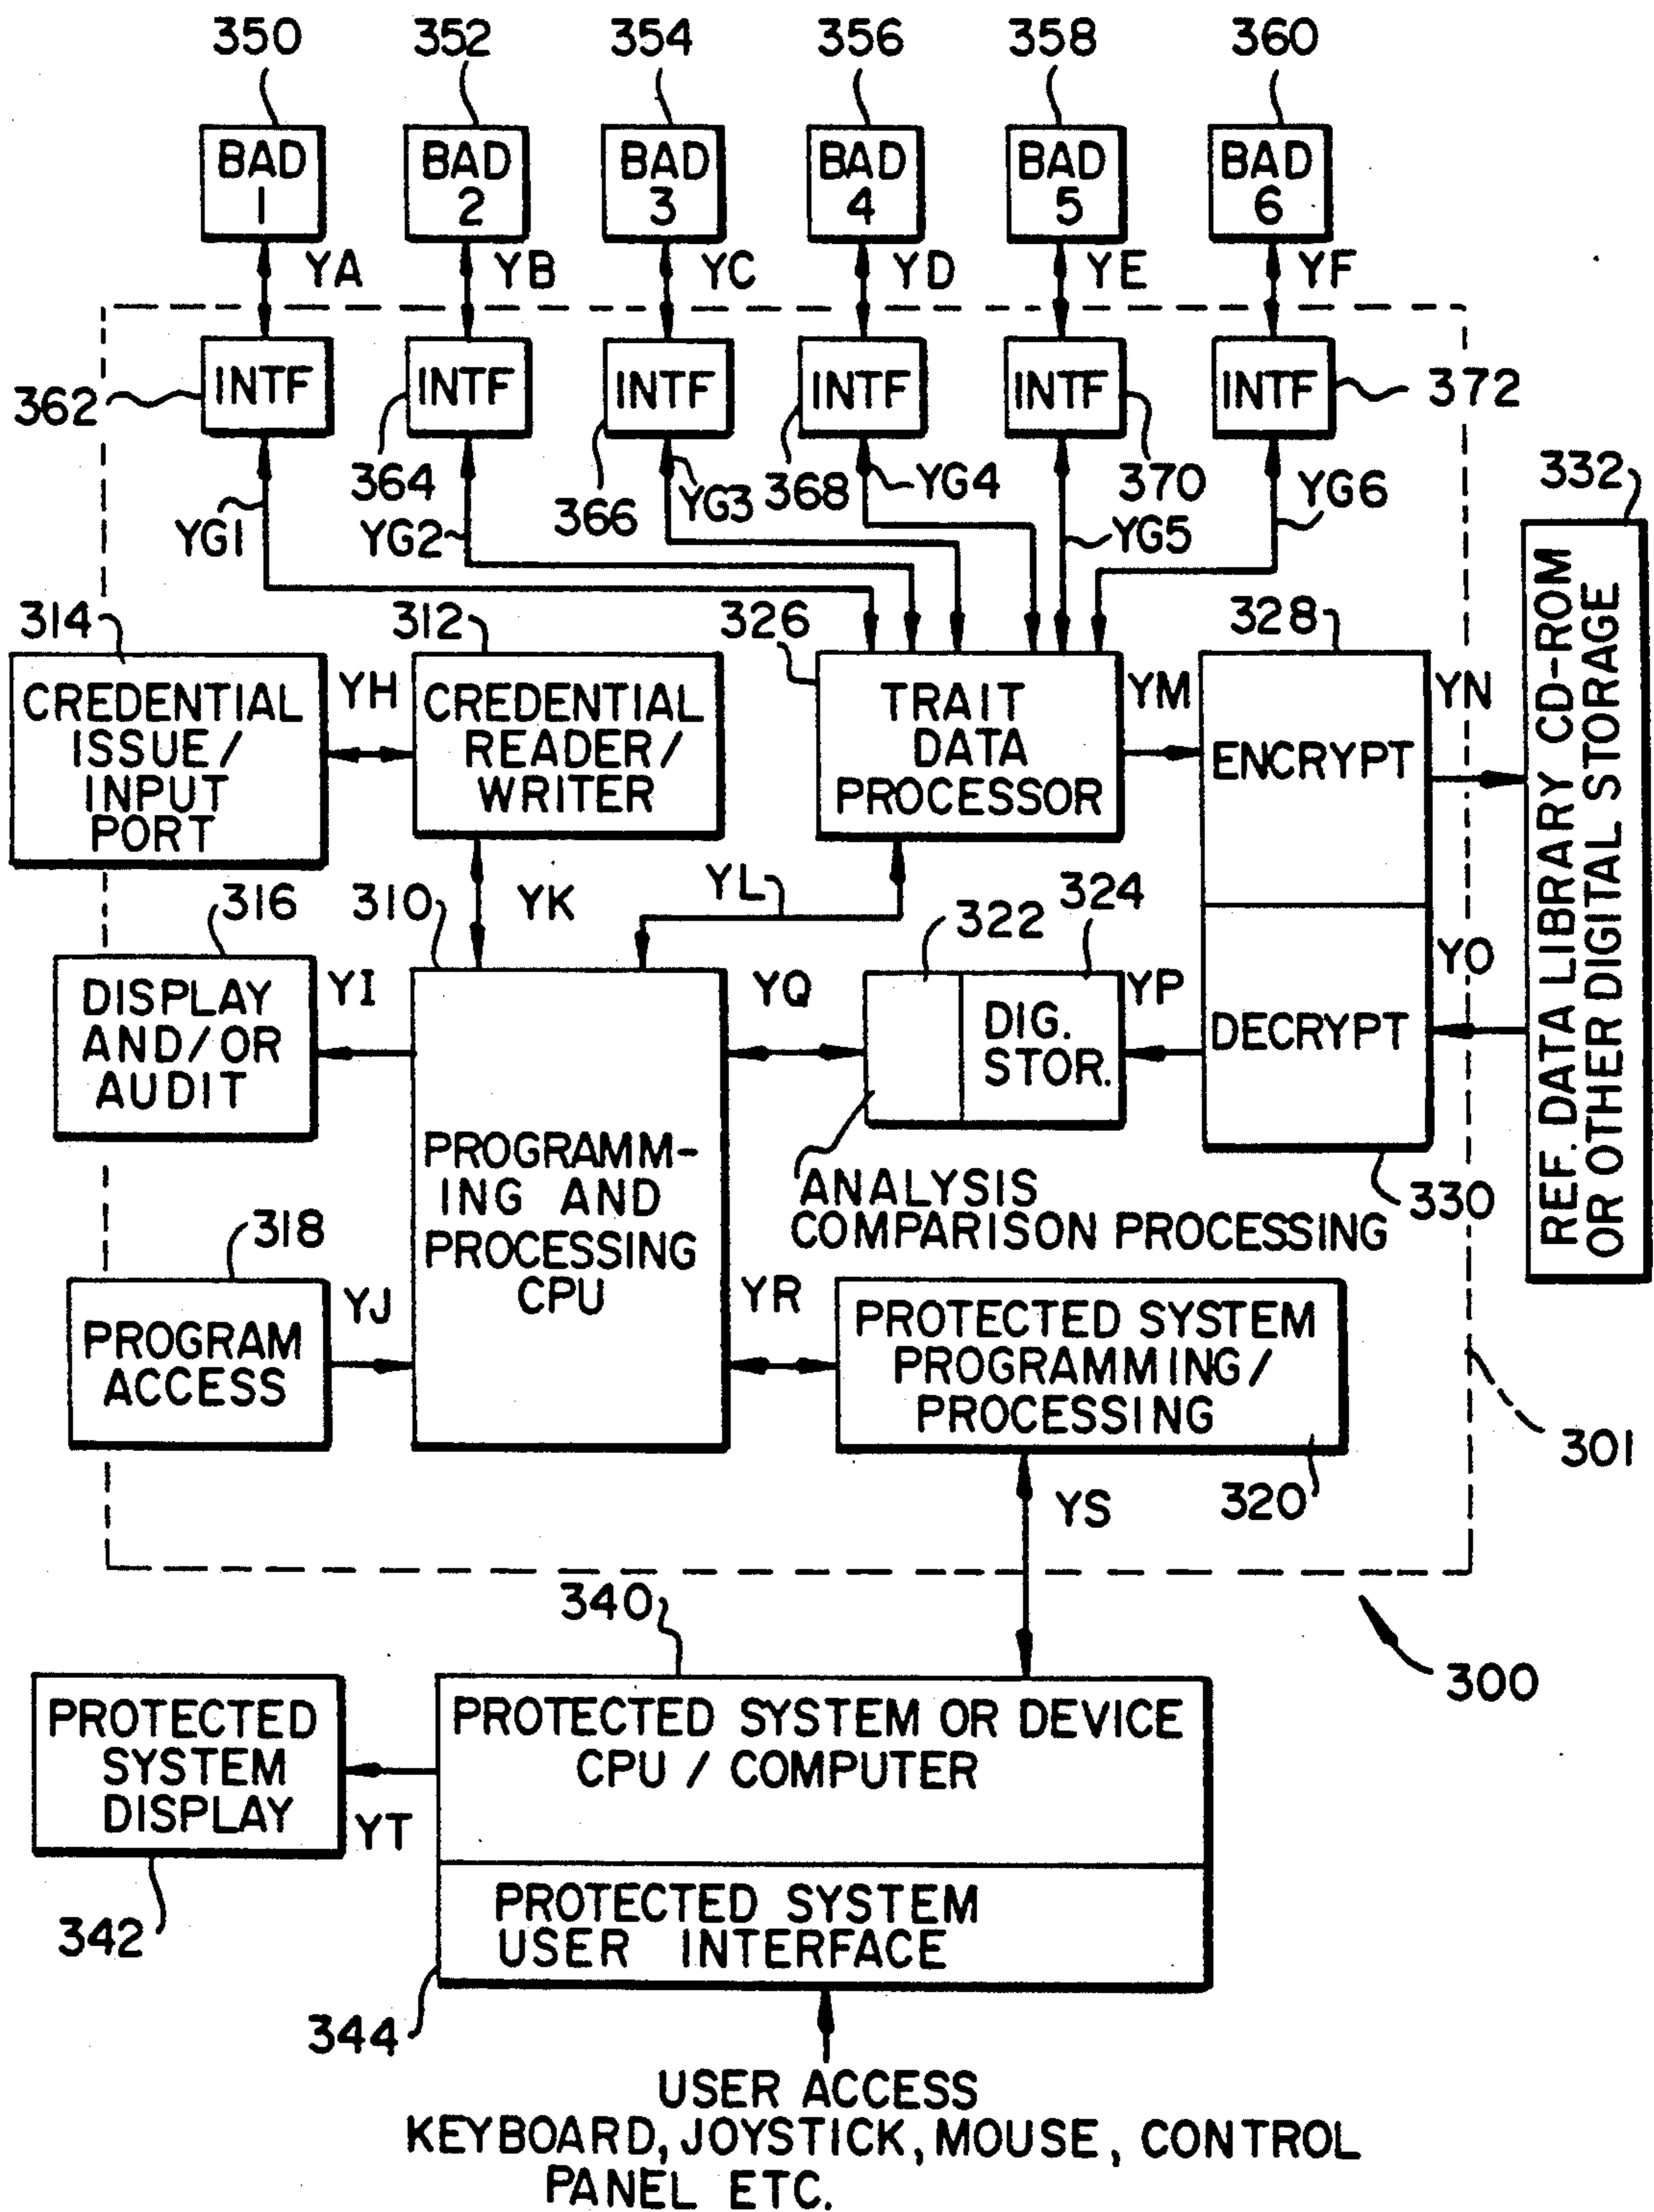 350 352 354 356 358 360
BAD 1
BAD 2
BAD 3
BAD 4
BAD 5
BAD 6
YA YB YC YD YE YF
INTF INTF INTF INTF INTF INTF
362 364 366 368 370 372
YG1 YG2 YG3 YG4 YG5 YG6
332
REF. DATA LIBRARY CD-ROM
OR OTHER DIGITAL STORAGE
314
CREDENTIAL
ISSUE/
INPUT
PORT
YH
312
CREDENTIAL
READER/
WRITER
326
TRAIT
DATA
PROCESSOR
YM
328
ENCRYPT
YN
YK
YL
316
DISPLAY
AND/OR
AUDIT
YI
310
PROGRAMM-
ING AND
PROCESSING
CPU
YQ
322
324
DIG.
STOR.
YP
DECRYPT
YO
330
ANALYSIS
COMPARISON PROCESSING
318
PROGRAM
ACCESS
YJ
YR
PROTECTED SYSTEM
PROGRAMMING/
PROCESSING
320
301
YS
300
340
PROTECTED SYSTEM OR DEVICE
CPU / COMPUTER
PROTECTED
SYSTEM
DISPLAY
YT
342
PROTECTED SYSTEM
USER INTERFACE
344
USER ACCESS
KEYBOARD, JOYSTICK, MOUSE, CONTROL
PANEL ETC.